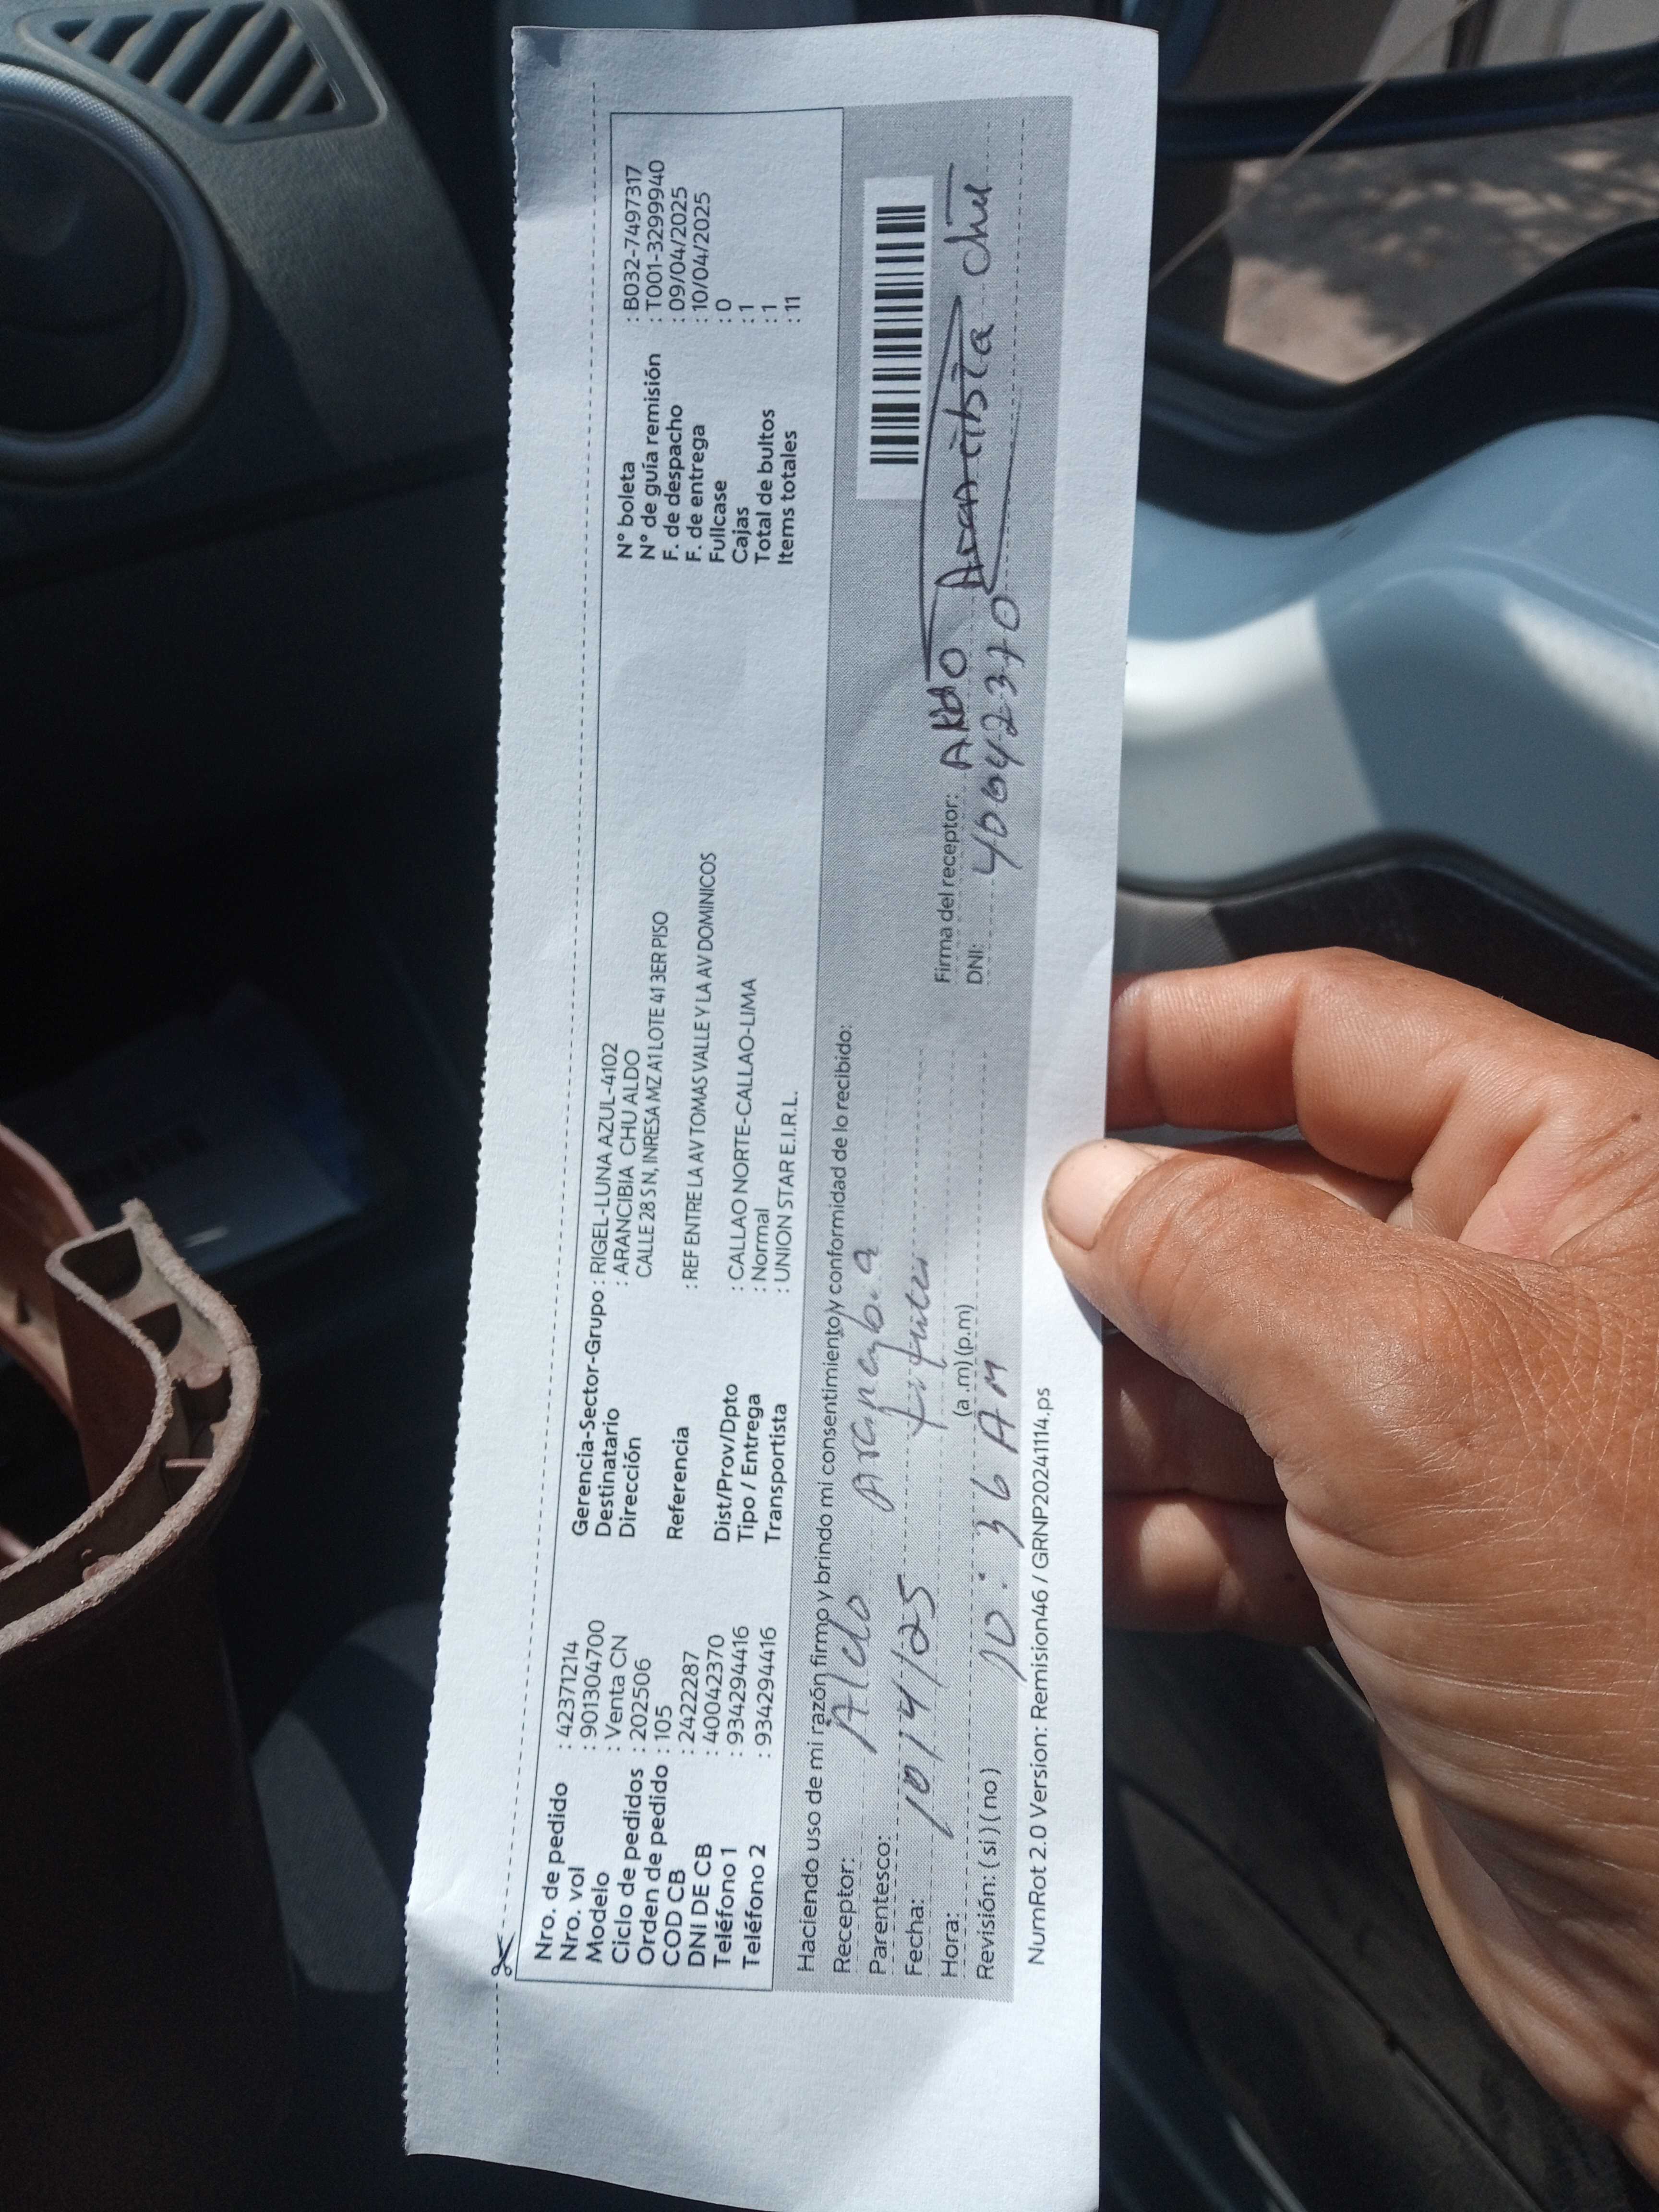 Nro. de pedido : 42371214
Nro. vol : 901304700
Modelo : Venta CN
Ciclo de pedidos : 202506
Orden de pedido : 105
COD CB : 2422287
DNI DE CB : 40042370
Teléfono 1 : 934294416
Teléfono 2 : 934294416
Gerencia-Sector-Grupo : RIGEL-LUNA AZUL-4102
Destinatario : ARANCIBIA CHU ALDO
Dirección CALLE 28 S N, INRESA MZ A1 LOTE 41 3ER PISO
Referencia : REF ENTRE LA AV TOMAS VALLE Y LA AV DOMINICOS
Dist/Prov/Dpto : CALLAO NORTE-CALLAO-LIMA
Tipo / Entrega : Normal
Transportista : UNION STAR E.I.R.L.
N° boleta : B032-7497317
N° de guía remisión : T001-3299940
F. de despacho : 09/04/2025
F. de entrega : 10/04/2025
Fullcase : 0
Cajas : 1
Total de bultos : 1
Items totales : 11
Haciendo uso de mi razón firmo y brindo mi consentimiento y conformidad de lo recibido:
Receptor: Aldo
Parentesco:
Fecha: 10/4/25
Hora: 10:36 AM (a.m) (p.m)
Revisión: ( si ) ( no )
Firma del receptor: Aldo Arancibia chu
DNI: 40042370
NumRot 2.0 Version: Remision46 / GRNP20241114.ps